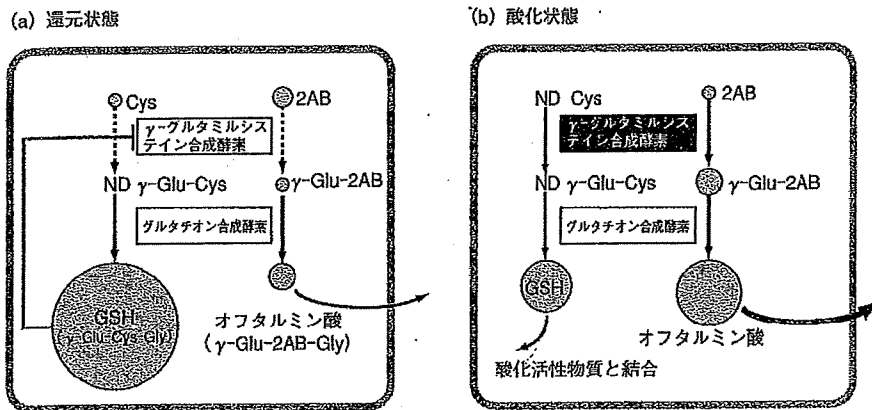 (a) 還元状態
Cys
2AB
γ-グルタミルシス
テイン合成酵素
ND γ-Glu-Cys
γ-Glu-2AB
グルタチオン合成酵素
GSH
(γ-Glu-Cys-Gly)
オフタルミン酸
(γ-Glu-2AB-Gly)
(b) 酸化状態
ND Cys
2AB
γ-グルタミルシス
テイン合成酵素
ND γ-Glu-Cys
γ-Glu-2AB
グルタチオン合成酵素
GSH
オフタルミン酸
酸化活性物質と結合